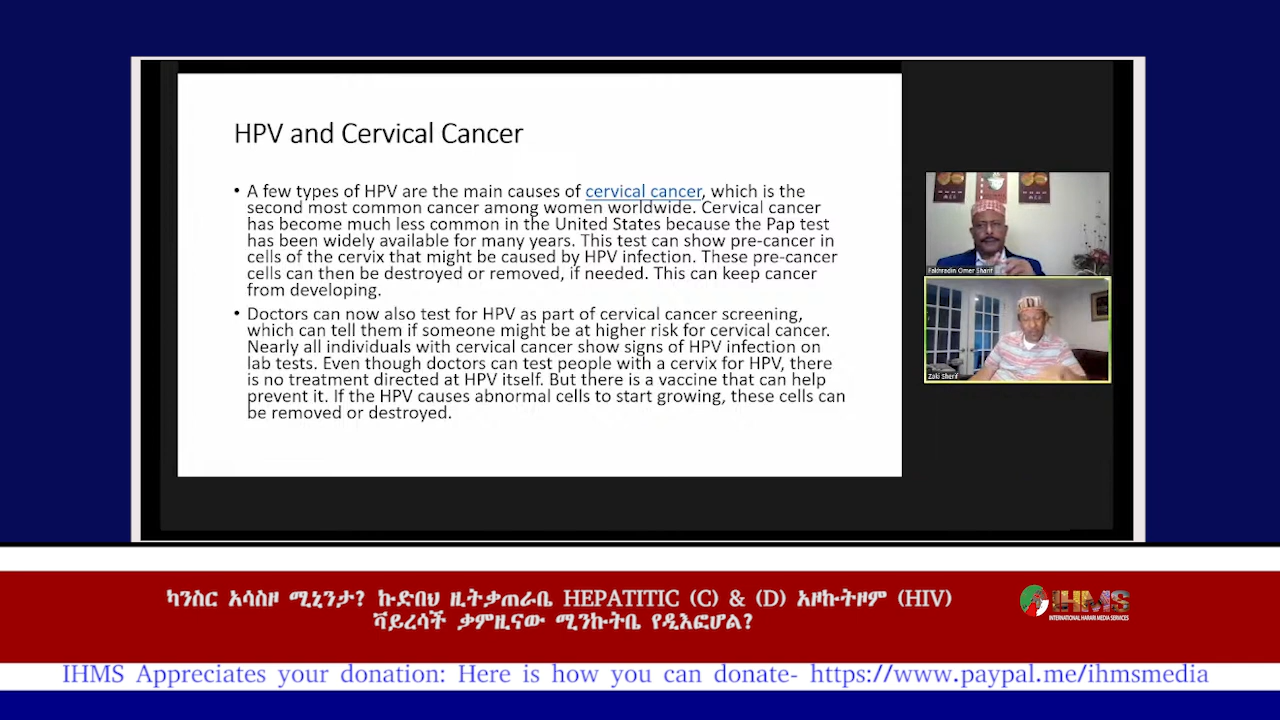 HPV and Cervical Cancer
• A few types of HPV are the main causes of cervical cancer, which is the
second most common cancer among women worldwide. Cervical cancer
has become much less common in the United States because the Pap test
has been widely available for many years. This test can show pre-cancer in
cells of the cervix that might be caused by HPV infection. These pre-cancer
cells can then be destroyed or removed, if needed. This can keep cancer
from developing.
• Doctors can now also test for HPV as part of cervical cancer screening,
which can tell them if someone might be at higher risk for cervical cancer.
Nearly all individuals with cervical cancer show signs of HPV infection on
lab tests. Even though doctors can test people with a cervix for HPV, there
is no treatment directed at HPV itself. But there is a vaccine that can help
prevent it. If the HPV causes abnormal cells to start growing, these cells can
be removed or destroyed.
Fakhradin Omer Sharif
Zaki Sherif
ካንስር አሳስዞ ሚኒንታ? ኩድበህ ዚትቃጠራቤ HEPATITIC (C) & (D) አዞኩትዞም (HIV)
ቫይረሳች ቃምዚናው ሚንኩትቤ የዲእፎሆል?
IHMS
INTERNATIONAL HARARI MEDIA SERVICES
IHMS Appreciates your donation: Here is how you can donate- https://www.paypal.me/ihmsmedia